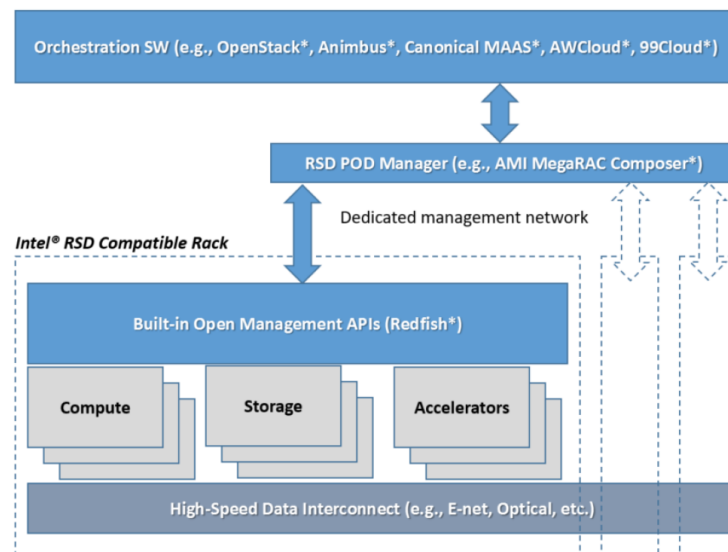 Orchestration SW (e.g., OpenStack*, Animbus*, Canonical MAAS*, AWCloud*, 99Cloud*)
RSD POD Manager (e.g., AMI MegaRAC Composer*)
Dedicated management network
Intel® RSD Compatible Rack
Built-in Open Management APIs (Redfish*)
Compute
Storage
Accelerators
High-Speed Data Interconnect (e.g., E-net, Optical, etc.)